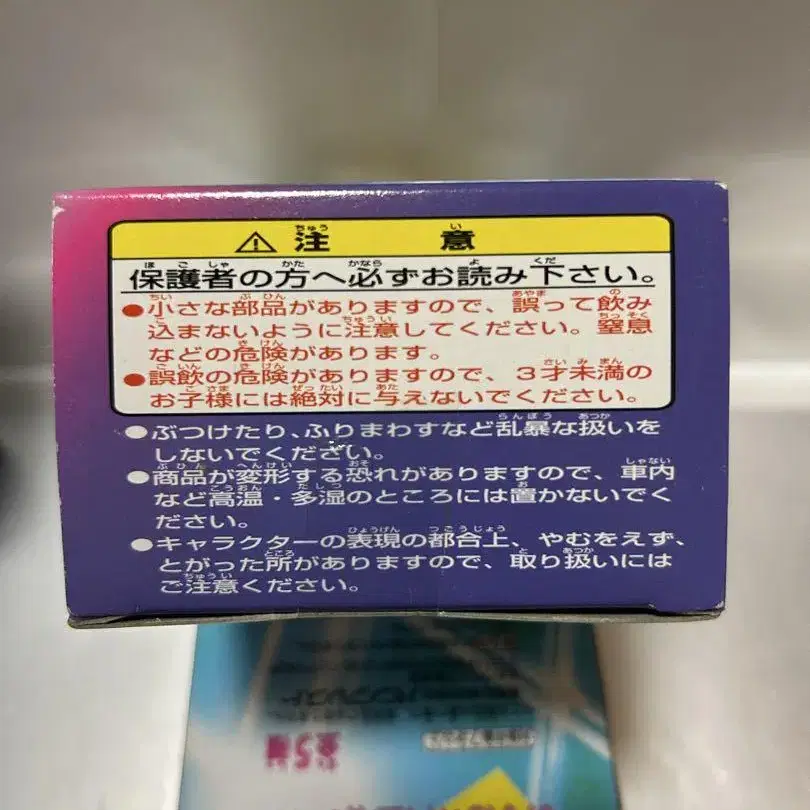 ⚠ 注意
保護者の方へ必ずお読み下さい。
●小さな部品がありますので、誤って飲み
込まないように注意してください。窒息
などの危険があります。
●誤飲の危険がありますので、3才未満の
お子様には絶対に与えないでください。
●ぶつけたり、ふりまわすなど乱暴な扱いを
しないでください。
●商品が変形する恐れがありますので、車内
など高温・多湿のところには置かないでく
ださい。
●キャラクターの表現の都合上、やむをえず、
とがった所がありますので、取り扱いには
ご注意ください。
全5種